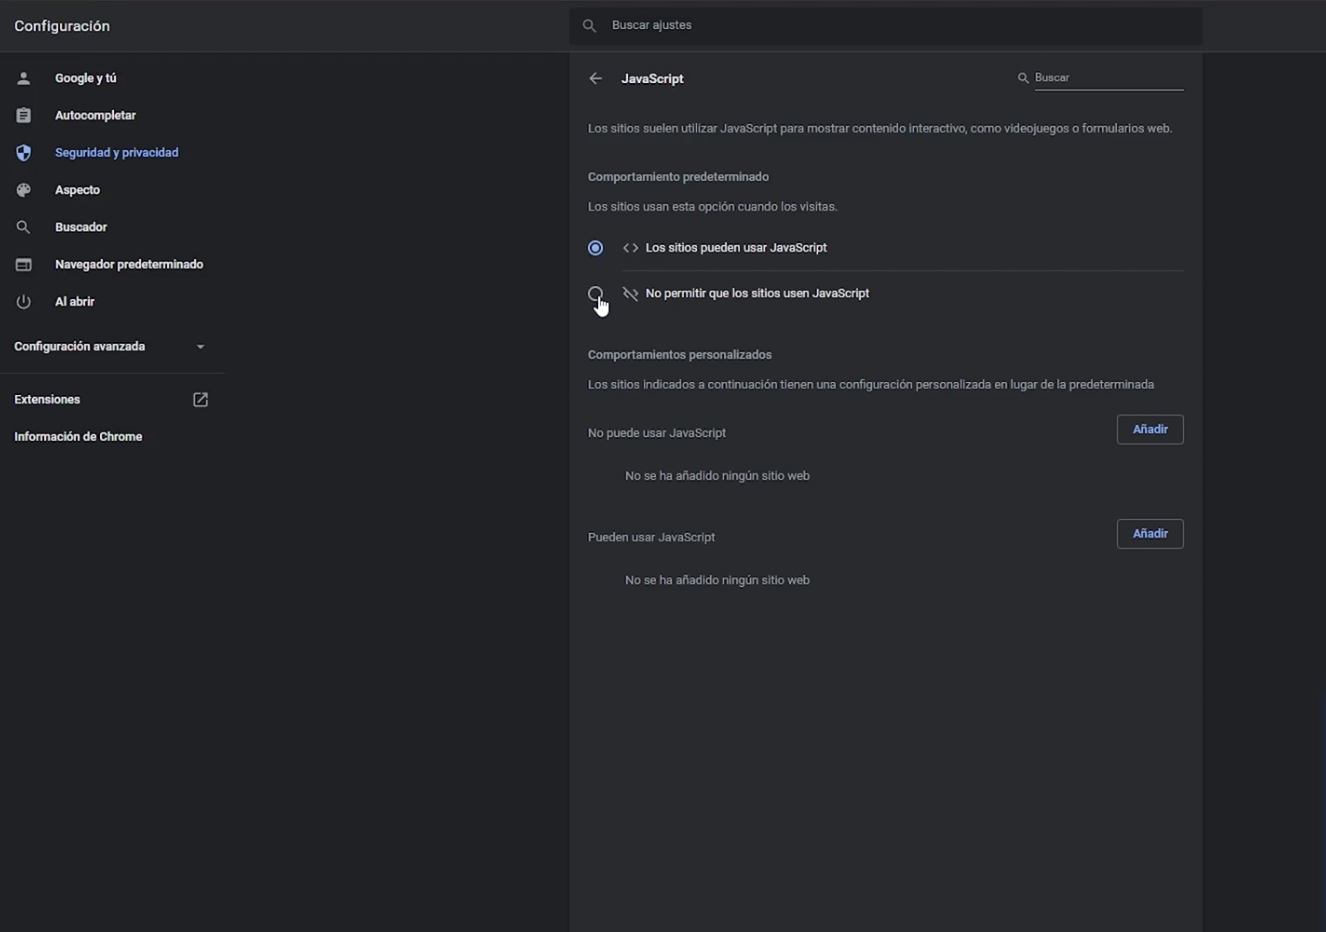 Configuración
Buscar ajustes
Google y tú
Autocompletar
Seguridad y privacidad
Aspecto
Buscador
Navegador predeterminado
Al abrir
Configuración avanzada
Extensiones
Información de Chrome
JavaScript
Buscar
Los sitios suelen utilizar JavaScript para mostrar contenido interactivo, como videojuegos o formularios web.
Comportamiento predeterminado
Los sitios usan esta opción cuando los visitas.
Los sitios pueden usar JavaScript
No permitir que los sitios usen JavaScript
Comportamientos personalizados
Los sitios indicados a continuación tienen una configuración personalizada en lugar de la predeterminada
No puede usar JavaScript
Añadir
No se ha añadido ningún sitio web
Pueden usar JavaScript
Añadir
No se ha añadido ningún sitio web